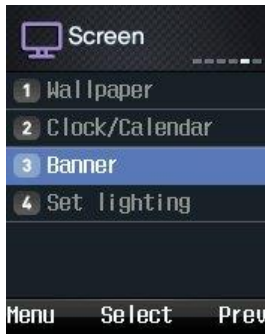 Screen
1 Wallpaper
2 Clock/Calendar
3 Banner
4 Set lighting
Menu Select Prev